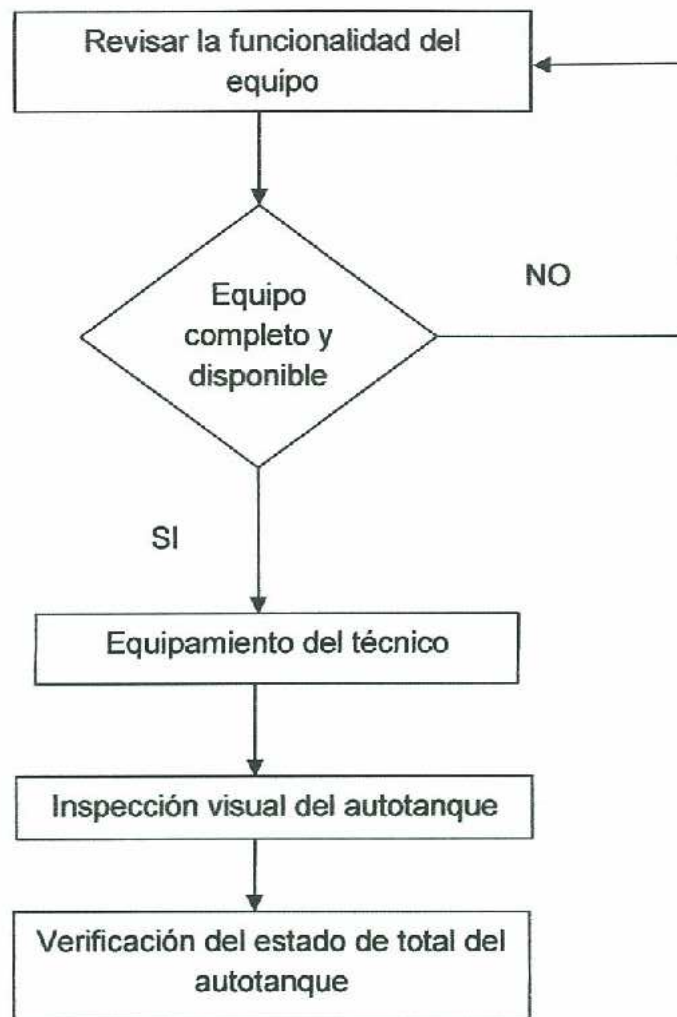 Revisar la funcionalidad del
equipo
Equipo
completo y
disponible
NO
SI
Equipamiento del técnico
Inspección visual del autotanque
Verificación del estado de total del
autotanque